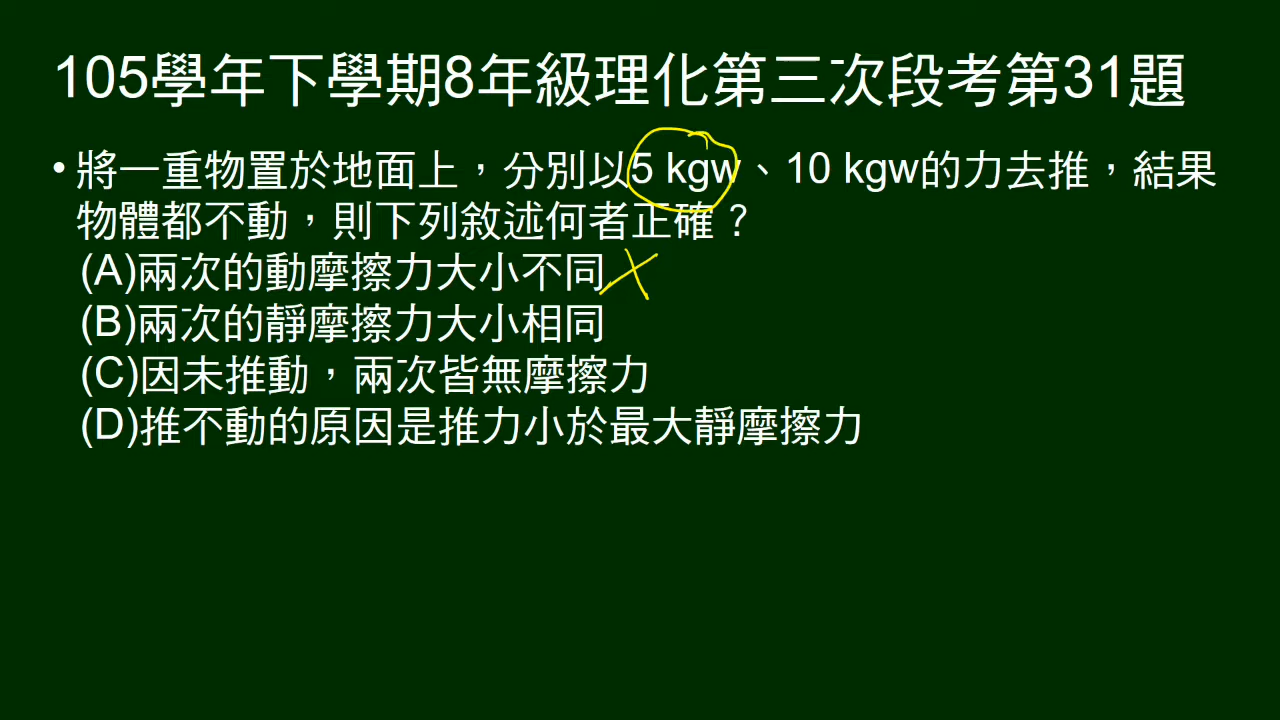 105學年下學期8年級理化第三次段考第31題
•將一重物置於地面上，分別以5 kgw、10 kgw的力去推，結果
物體都不動，則下列敘述何者正確？
(A)兩次的動摩擦力大小不同
(B)兩次的靜摩擦力大小相同
(C)因未推動，兩次皆無摩擦力
(D)推不動的原因是推力小於最大靜摩擦力